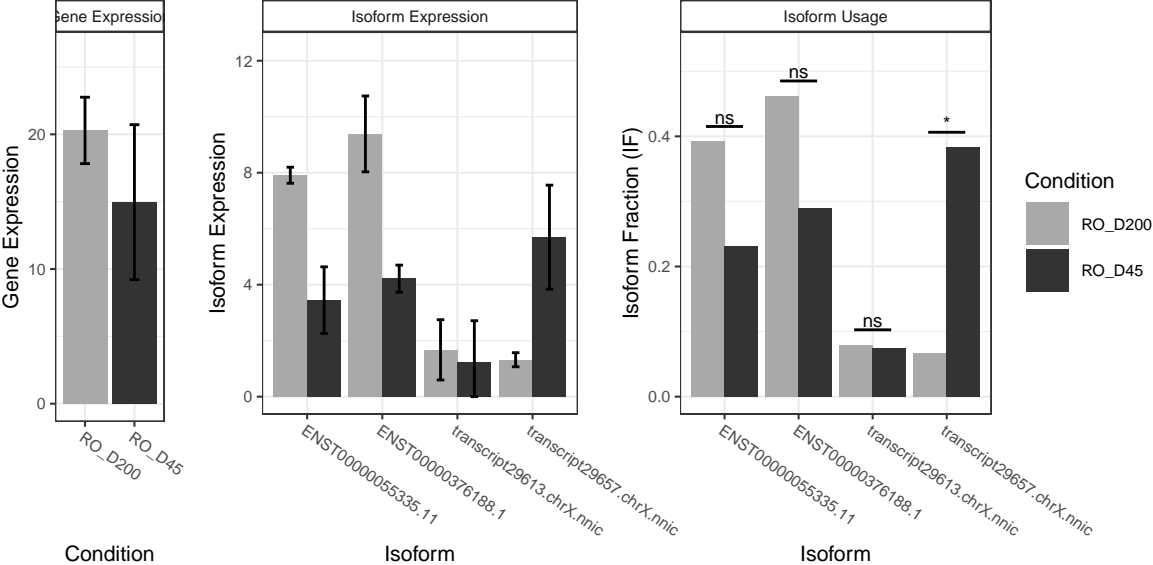 Gene Expression
Isoform Expression
Isoform Usage
Gene Expression
20
10
0
RO_D200
RO_D45
Condition
Isoform Expression
12
8
4
0
ENST00000055335.11
ENST00000376188.1
transcript29613.chrX.nnic
transcript29657.chrX.nnic
Isoform
Isoform Fraction (IF)
0.4
0.2
0.0
ns
ns
ns
*
ENST00000055335.11
ENST00000376188.1
transcript29613.chrX.nnic
transcript29657.chrX.nnic
Isoform
Condition
RO_D200
RO_D45